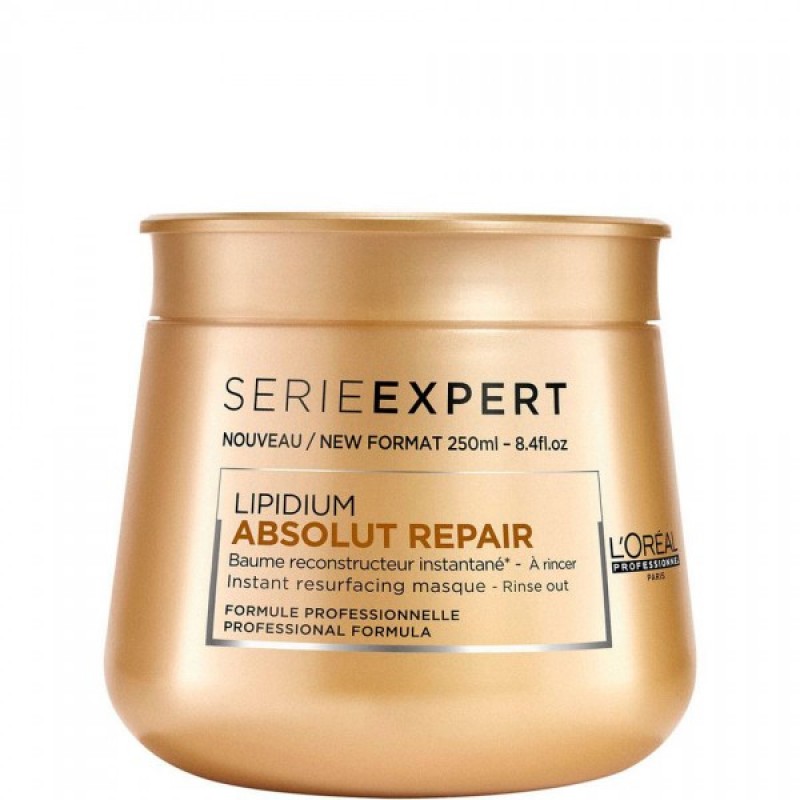 SERIEEXPERT
NOUVEAU / NEW FORMAT 250ml - 8.4fl.oz
LIPIDIUM
ABSOLUT REPAIR
Baume reconstructeur instantané* - À rincer
Instant resurfacing masque - Rinse out
FORMULE PROFESSIONNELLE
PROFESSIONAL FORMULA
L'ORÉAL
PROFESSIONNEL
PARIS